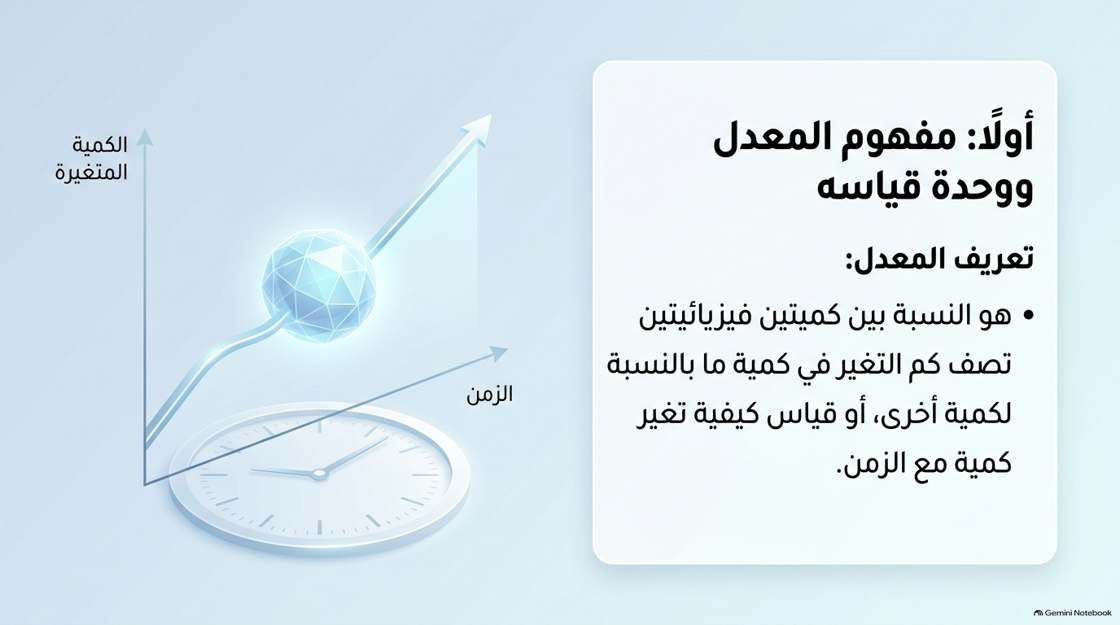 أولًا: مفهوم المعدل
ووحدة قياسه
تعريف المعدل:
• هو النسبة بين كميتين فيزيائيتين
تصف كم التغير في كمية ما بالنسبة
لكمية أخرى، أو قياس كيفية تغير
كمية مع الزمن.
الكمية
المتغيرة
الزمن
Gemini Notebook